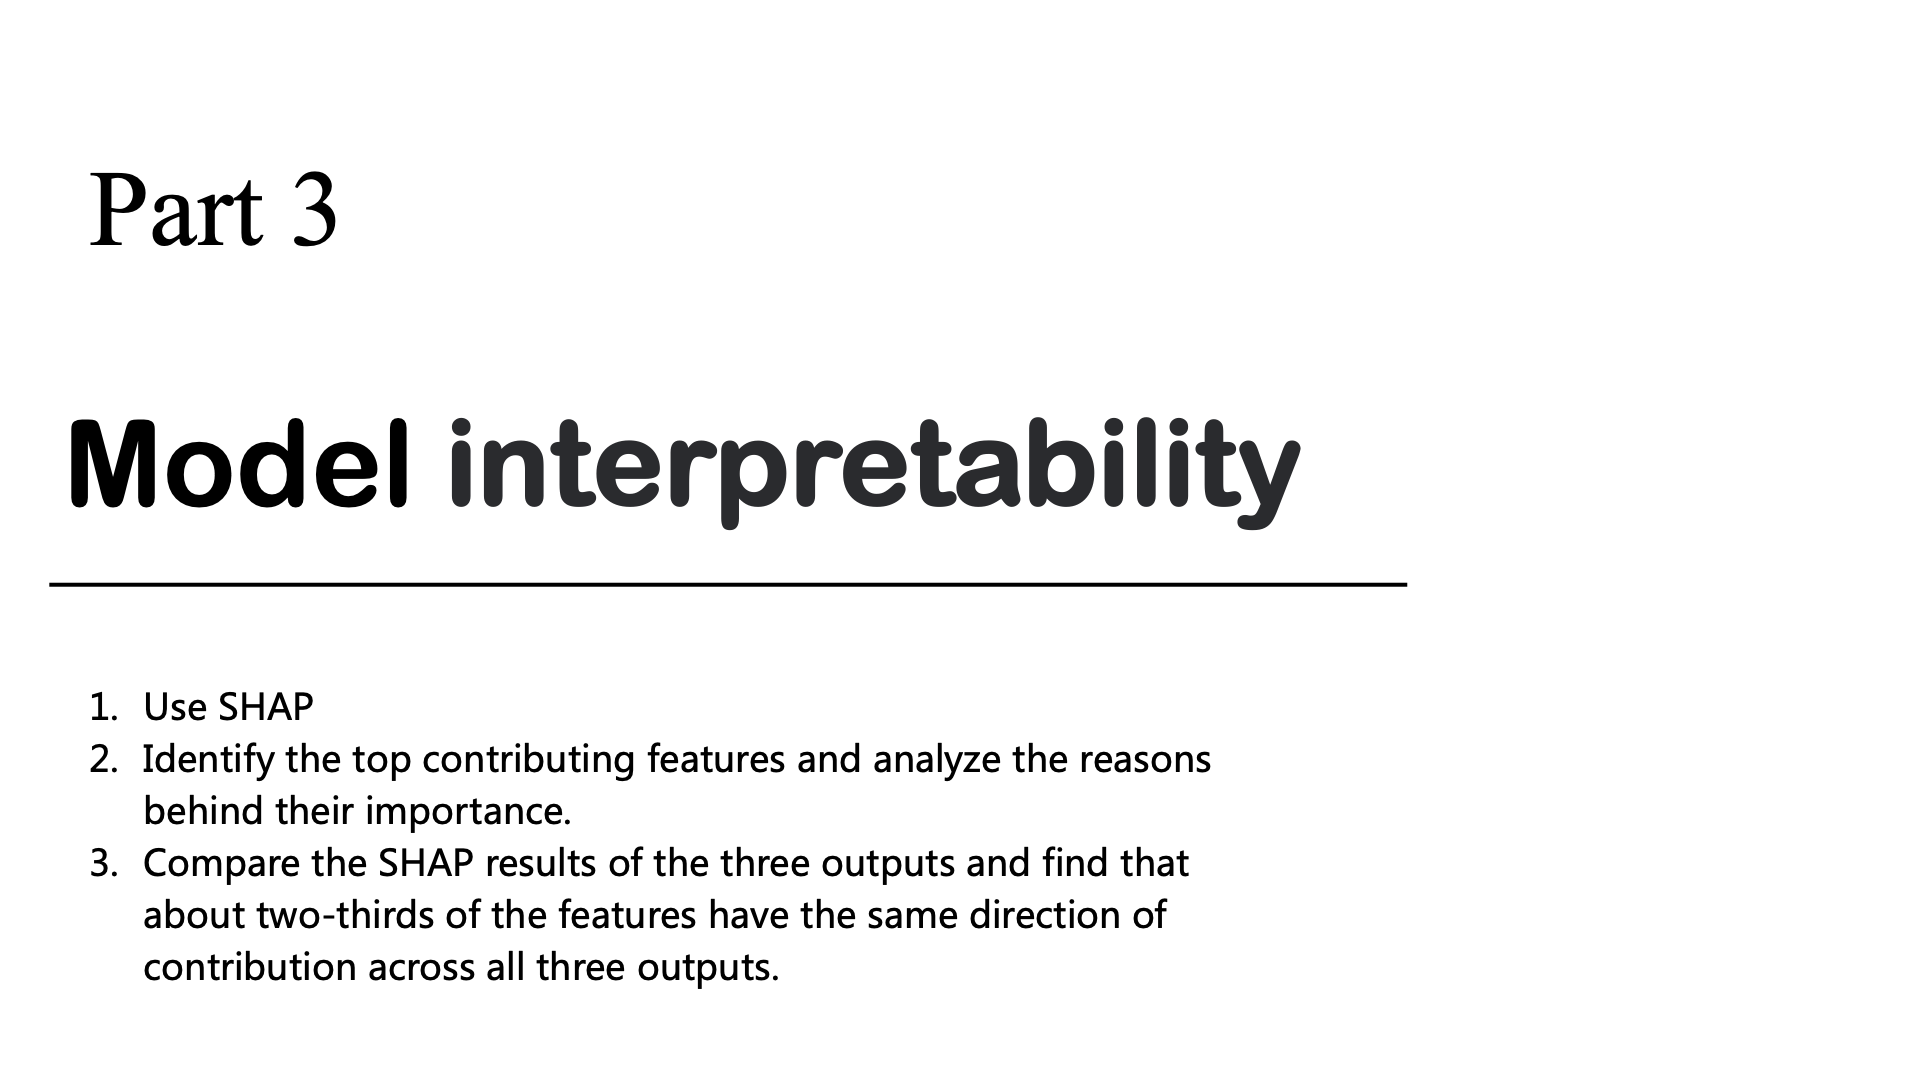 Part 3
Model interpretability
1. Use SHAP
2. Identify the top contributing features and analyze the reasons
behind their importance.
3. Compare the SHAP results of the three outputs and find that
about two-thirds of the features have the same direction of
contribution across all three outputs.